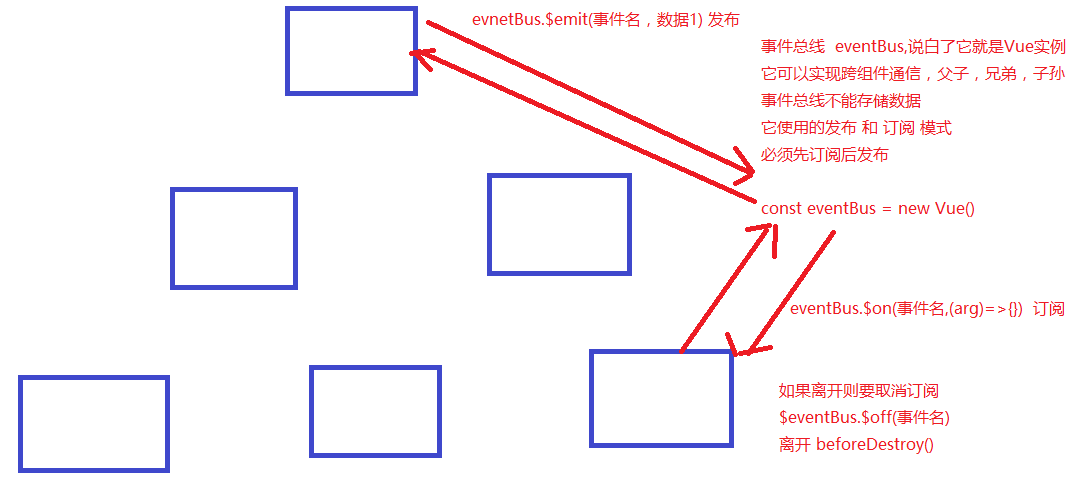 evnetBus.$emit(事件名，数据1) 发布
事件总线  eventBus,说白了它就是Vue实例
它可以实现跨组件通信，父子，兄弟，子孙
事件总线不能存储数据
它使用的发布 和 订阅 模式
必须先订阅后发布
const eventBus = new Vue()
eventBus.$on(事件名,(arg)=>{})  订阅
如果离开则要取消订阅
$eventBus.$off(事件名)
离开 beforeDestroy()